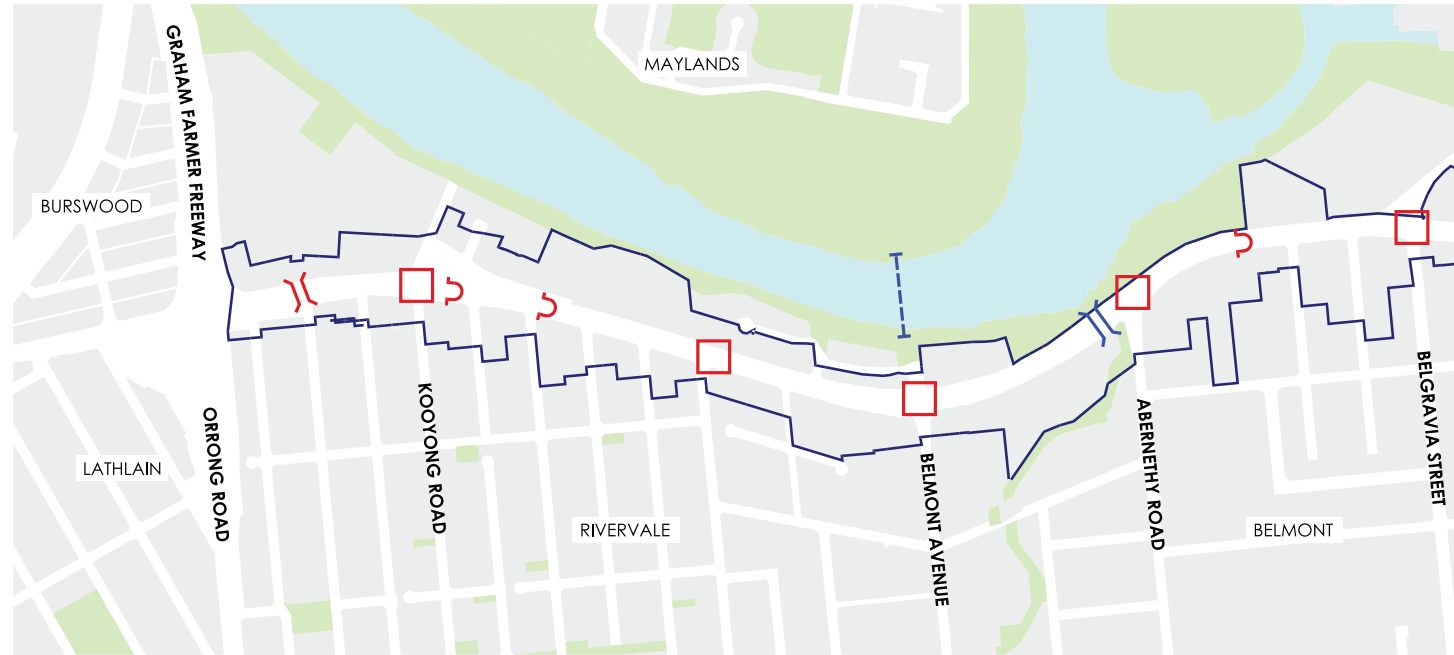 MAYLANDS
GRAHAM FARMER FREEWAY
BURSWOOD
BELGRAVIA STREET
KOOYONG ROAD
ABERNETHY ROAD
ORRONG ROAD
BELMONT AVENUE
LATHLAIN
RIVERVALE
BELMONT